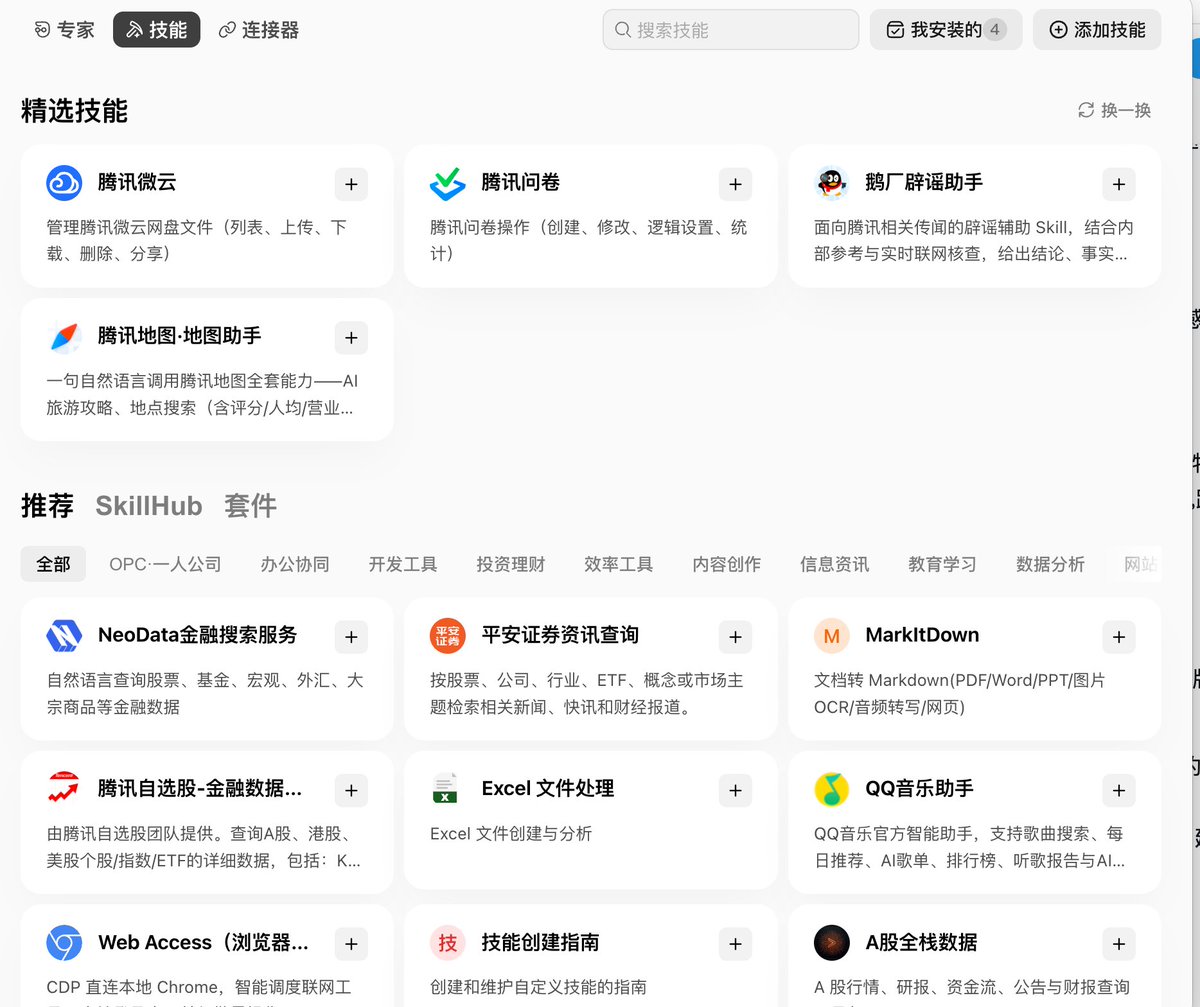 专家 技能 连接器 搜索技能 我安装的 4 添加技能
精选技能 换一换
腾讯微云
管理腾讯微云网盘文件（列表、上传、下
载、删除、分享）
腾讯问卷
腾讯问卷操作（创建、修改、逻辑设置、统
计）
鹅厂辟谣助手
面向腾讯相关传闻的辟谣辅助 Skill，结合内
部参考与实时联网核查，给出结论、事实...
腾讯地图·地图助手
一句自然语言调用腾讯地图全套能力——AI
旅游攻略、地点搜索（含评分/人均/营业...
推荐 SkillHub 套件
全部 OPC·一人公司 办公协同 开发工具 投资理财 效率工具 内容创作 信息资讯 教育学习 数据分析 网站
NeoData金融搜索服务
自然语言查询股票、基金、宏观、外汇、大
宗商品等金融数据
平安
证券
平安证券资讯查询
按股票、公司、行业、ETF、概念或市场主
题检索相关新闻、快讯和财经报道。
M
MarkItDown
文档转 Markdown(PDF/Word/PPT/图片
OCR/音频转写/网页)
腾讯自选股-金融数据...
由腾讯自选股团队提供。查询A股、港股、
美股个股/指数/ETF的详细数据，包括：K...
X
Excel 文件处理
Excel 文件创建与分析
QQ音乐助手
QQ音乐官方智能助手，支持歌曲搜索、每
日推荐、AI歌单、排行榜、听歌报告与AI...
Web Access（浏览器...
CDP 直连本地 Chrome，智能调度联网工
技
技能创建指南
创建和维护自定义技能的指南
A股全栈数据
A 股行情、研报、资金流、公告与财报查询